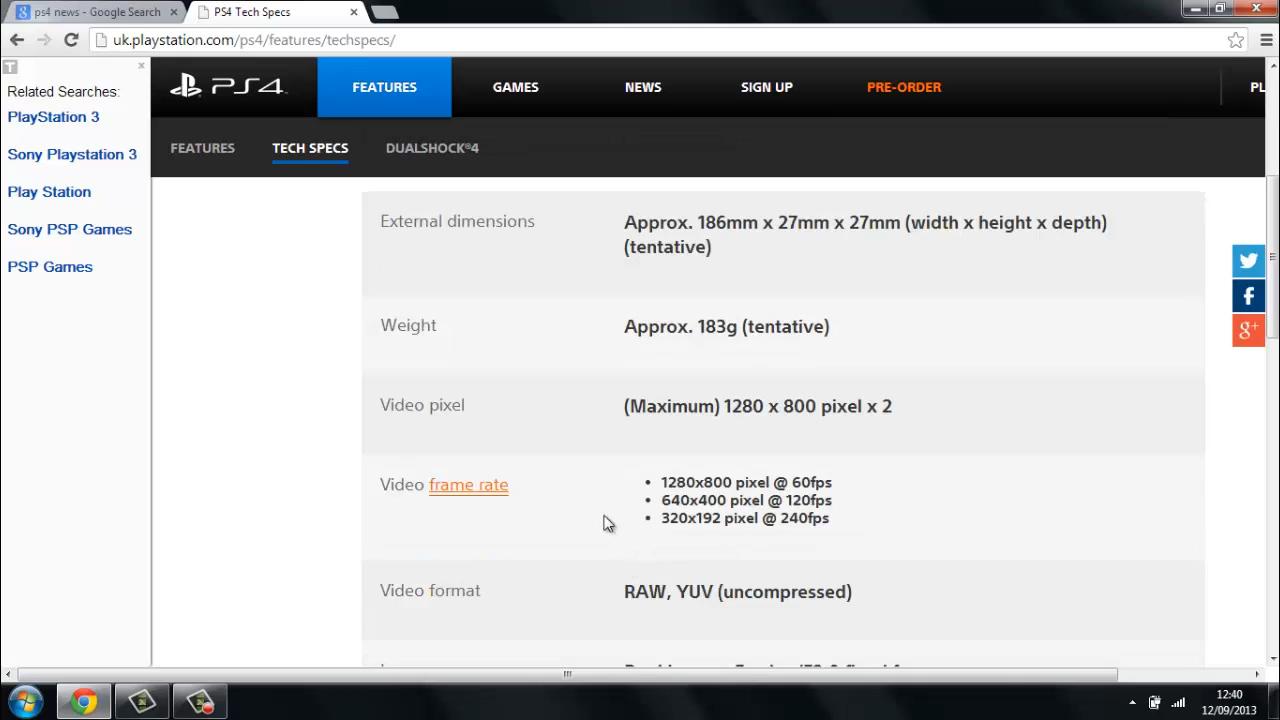 ps4 news - Google Search
PS4 Tech Specs
uk.playstation.com/ps4/features/techspecs/
Related Searches:
PlayStation 3
Sony Playstation 3
Play Station
Sony PSP Games
PSP Games
PS4
FEATURES
GAMES
NEWS
SIGN UP
PRE-ORDER
PL
FEATURES
TECH SPECS
DUALSHOCK®4
External dimensions
Approx. 186mm x 27mm x 27mm (width x height x depth)
(tentative)
Weight
Approx. 183g (tentative)
Video pixel
(Maximum) 1280 x 800 pixel x 2
Video frame rate
• 1280x800 pixel @ 60fps
• 640x400 pixel @ 120fps
• 320x192 pixel @ 240fps
Video format
RAW, YUV (uncompressed)
12:40
12/09/2013